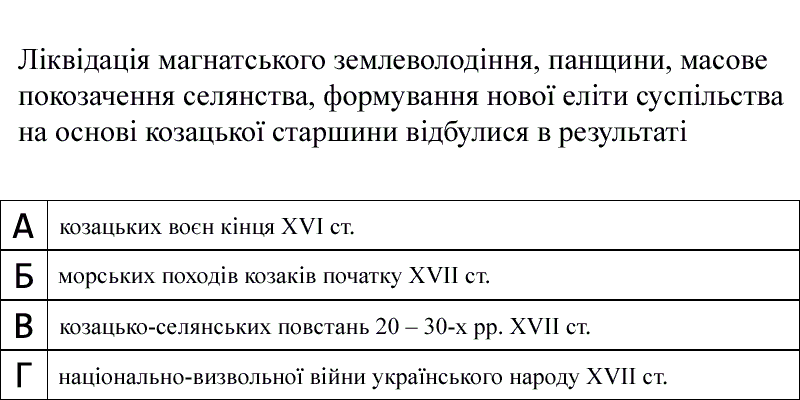 Ліквідація магнатського землеволодіння, панщини, масове
покозачення селянства, формування нової еліти суспільства
на основі козацької старшини відбулися в результаті
А козацьких воєн кінця XVI ст.
Б морських походів козаків початку XVII ст.
В козацько-селянських повстань 20 – 30-х рр. XVII ст.
Г національно-визвольної війни українського народу XVII ст.